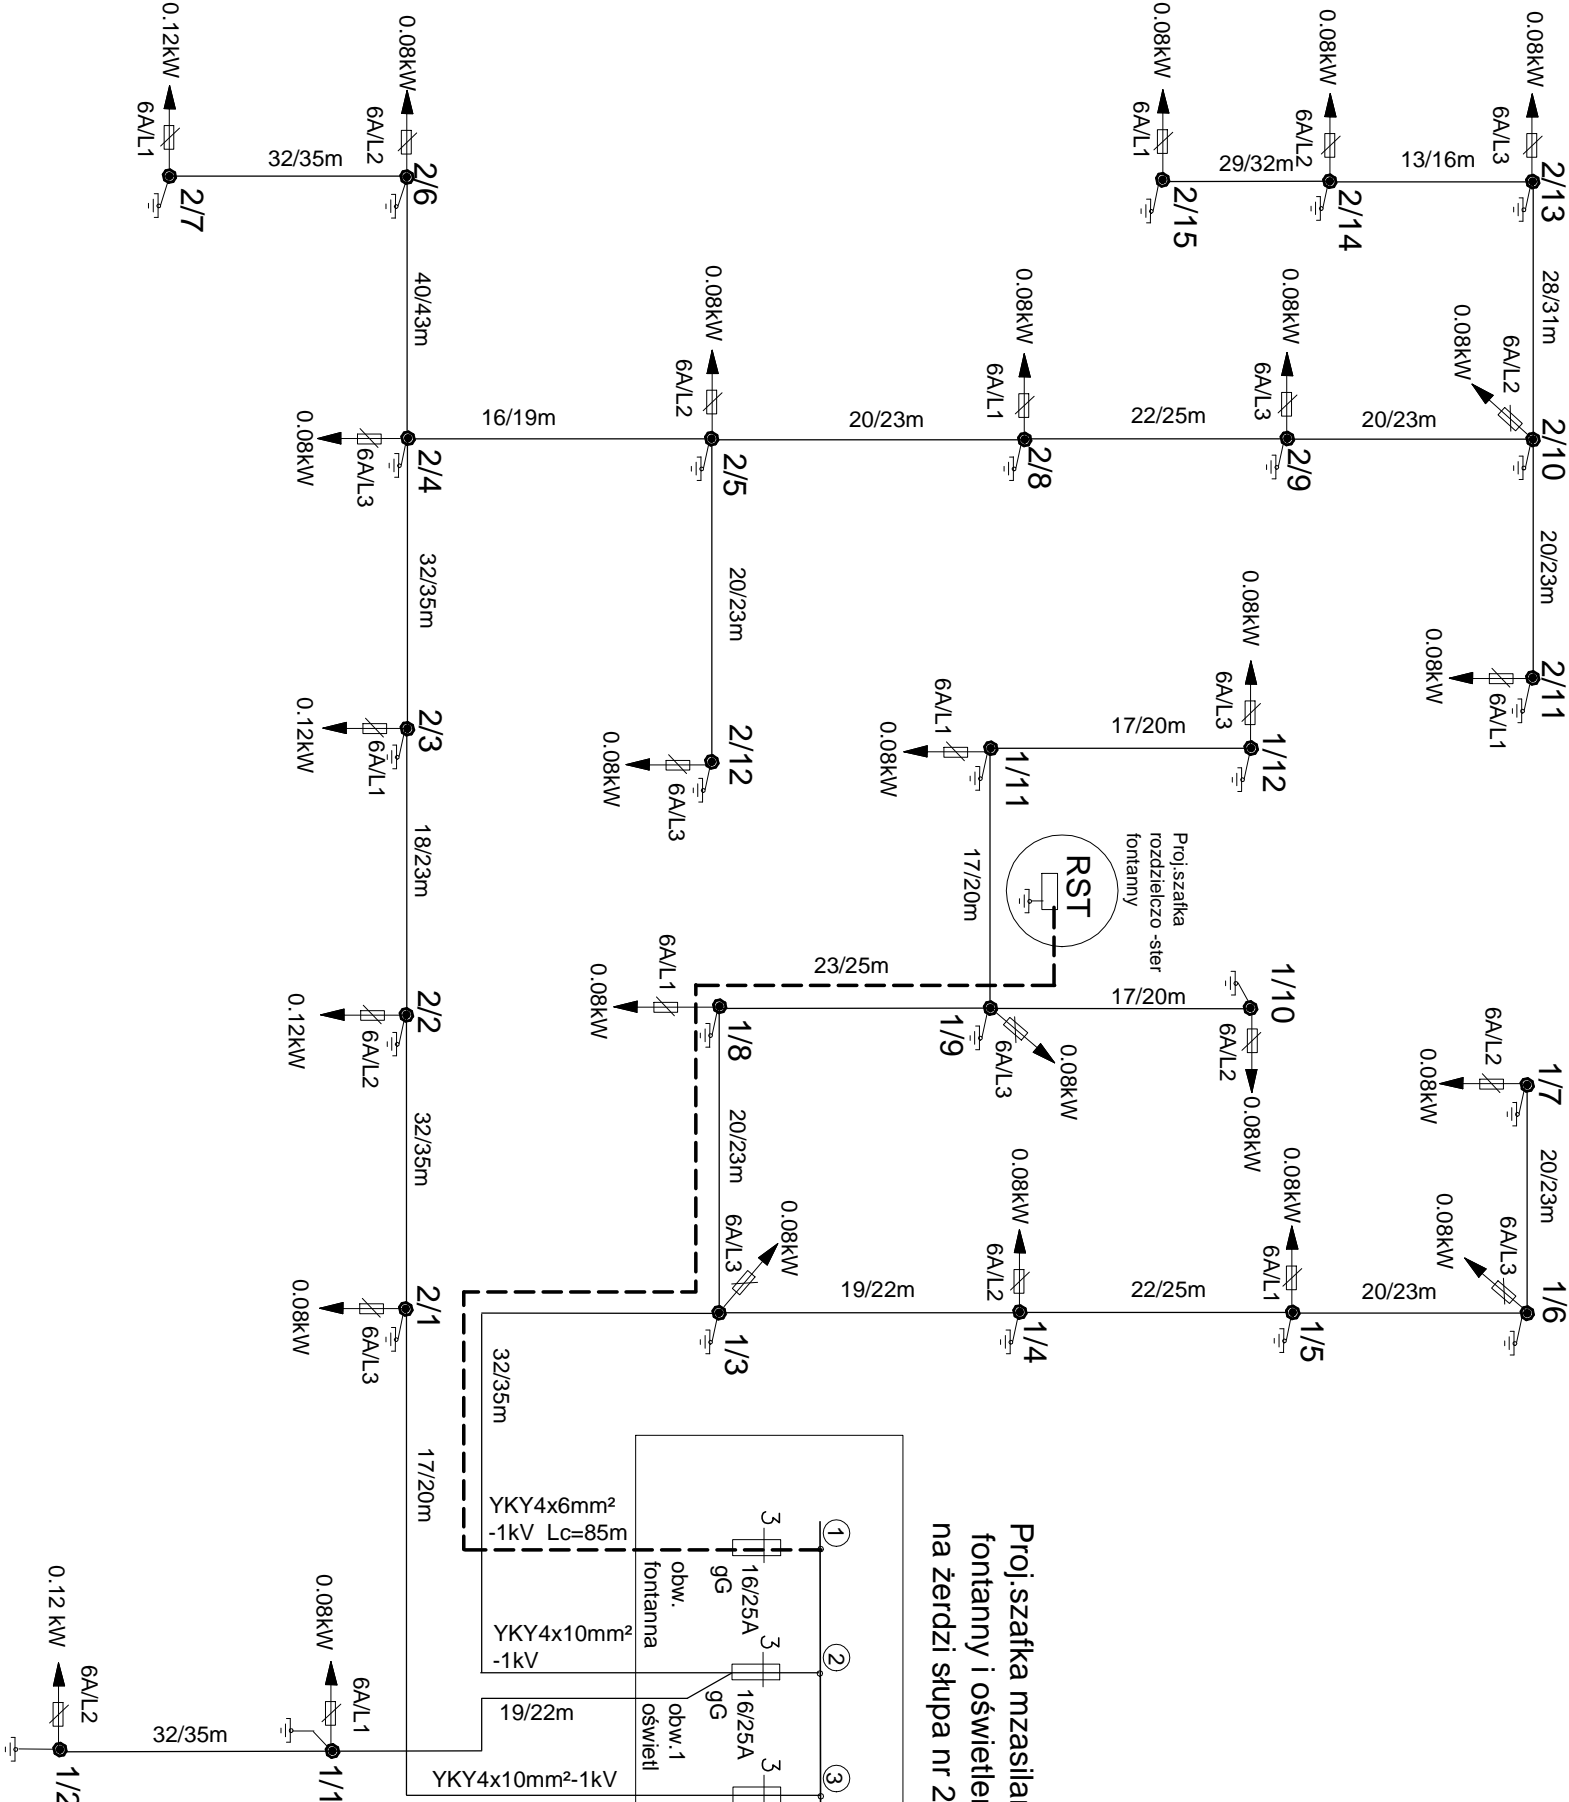 0.12kW
6A/L1
2/7
32/35m
0.08kW
6A/L2
2/6
0.08kW
6A/L1
2/15
29/32m
0.08kW
6A/L2
2/14
13/16m
0.08kW
6A/L3
2/13
40/43m
28/31m
0.08kW
6A/L3
2/4
16/19m
0.08kW
6A/L2
2/5
20/23m
0.08kW
6A/L1
2/8
22/25m
0.08kW
6A/L3
2/9
20/23m
0.08kW
6A/L2
2/10
32/35m
20/23m
20/23m
0.12kW
6A/L1
2/3
0.08kW
6A/L3
2/12
0.08kW
6A/L1
1/11
17/20m
0.08kW
6A/L3
1/12
0.08kW
6A/L1
2/11
18/23m
17/20m
RST
Proj.szafka
rozdzielczo -ster
fontanny
0.12kW
6A/L2
2/2
0.08kW
6A/L1
1/8
23/25m
1/9
6A/L3
0.08kW
17/20m
1/10
6A/L2
0.08kW
0.08kW
6A/L2
1/7
32/35m
20/23m
20/23m
0.08kW
6A/L3
2/1
6A/L3
0.08kW
1/3
19/22m
0.08kW
6A/L2
1/4
22/25m
0.08kW
6A/L1
1/5
20/23m
0.08kW
6A/L3
1/6
17/20m
32/35m
YKY4x6mm²
-1kV Lc=85m
obw.
fontanna
3
16/25A
gG
1
YKY4x10mm²
-1kV
19/22m
obw.1
oświetl
3
16/25A
gG
2
YKY4x10mm²-1kV
3
3
Proj.szafka mzasilar
fontanny i oświetler
na żerdzi słupa nr 2
0.12 kW
6A/L2
1/2
32/35m
0.08kW
6A/L1
1/1